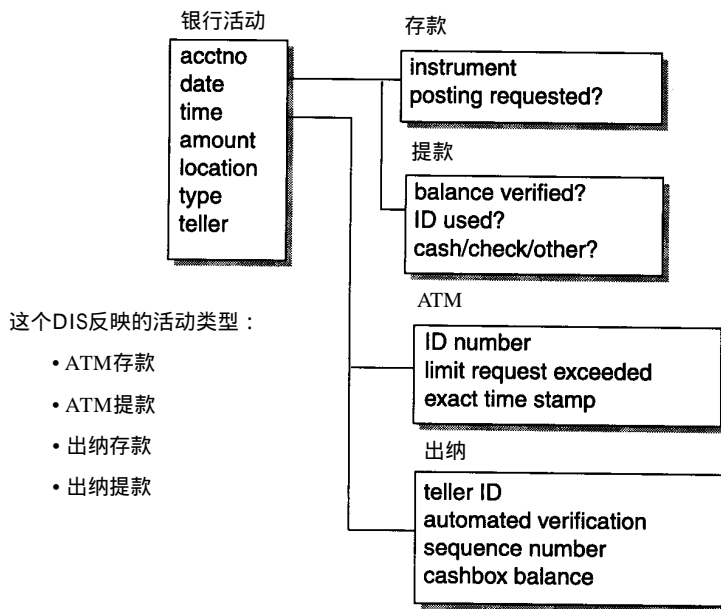 银行活动
acctno
date
time
amount
location
type
teller
存款
instrument
posting requested?
提款
balance verified?
ID used?
cash/check/other?
ATM
ID number
limit request exceeded
exact time stamp
出纳
teller ID
automated verification
sequence number
cashbox balance
这个DIS反映的活动类型：
• ATM存款
• ATM提款
• 出纳存款
• 出纳提款